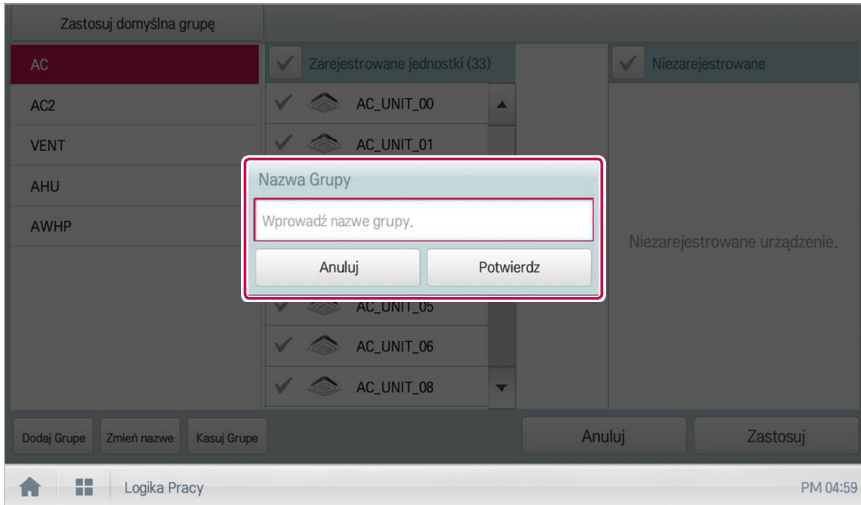 Zastosuj domyślna grupę
AC
Zarejestrowane jednostki (33)
Niezarejestrowane
AC2
AC_UNIT_00
VENT
AC_UNIT_01
AHU
Nazwa Grupy
AWHP
Wprowadź nazwe grupy.
Niezarejestrowane urządzenie.
Anuluj
Potwierdz
AC_UNIT_05
AC_UNIT_06
AC_UNIT_08
Dodaj Grupe
Zmień nazwe
Kasuj Grupe
Anuluj
Zastosuj
Logika Pracy
PM 04:59